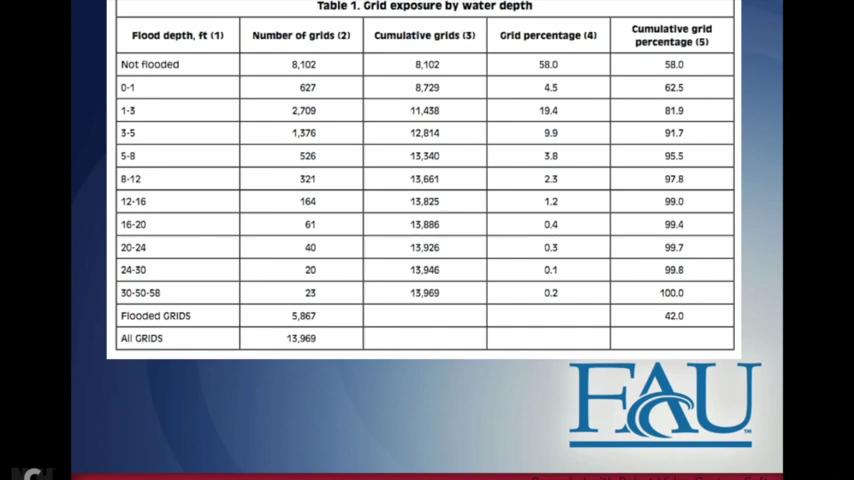 Table 1. Grid exposure by water depth
Flood depth, ft (1) Number of grids (2) Cumulative grids (3) Grid percentage (4) Cumulative grid percentage (5)
Not flooded 8,102 8,102 58.0 58.0
0-1 627 8,729 4.5 62.5
1-3 2,709 11,438 19.4 81.9
3-5 1,376 12,814 9.9 91.7
5-8 526 13,340 3.8 95.5
8-12 321 13,661 2.3 97.8
12-16 164 13,825 1.2 99.0
16-20 61 13,886 0.4 99.4
20-24 40 13,926 0.3 99.7
24-30 20 13,946 0.1 99.8
30-50-58 23 13,969 0.2 100.0
Flooded GRIDS 5,867 42.0
All GRIDS 13,969
FAU
TM